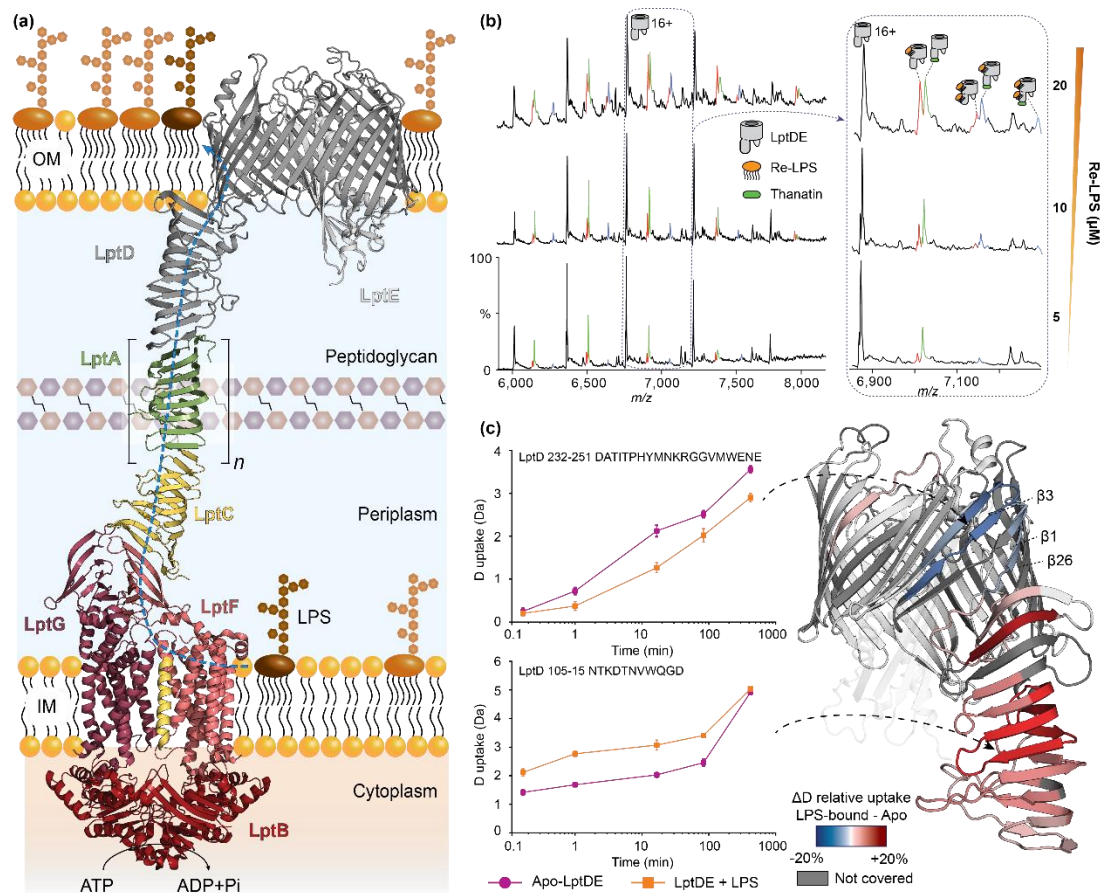 (a)
OM
LptD
LptE
LptA
Peptidoglycan
n
LptC
Periplasm
LptG
LptF
LPS
IM
Cytoplasm
LptB
ATP
ADP+Pi
(b)
16+
LptDE
Re-LPS
Thanatin
100
%
0
6,000
6,500
7,000
7,500
8,000
m/z
16+
20
10
5
Re-LPS (µM)
6,900
7,100
m/z
(c)
LptD 232-251 DATITPHYMNKRGGVMWENE
4
3
2
1
0
D uptake (Da)
0.1
1
10
100
1000
Time (min)
LptD 105-15 NTKDTNVWQGD
6
5
4
3
2
1
0
D uptake (Da)
0.1
1
10
100
1000
Time (min)
Apo-LptDE
LptDE + LPS
β3
β1
β26
ΔD relative uptake
LPS-bound - Apo
-20%
+20%
Not covered